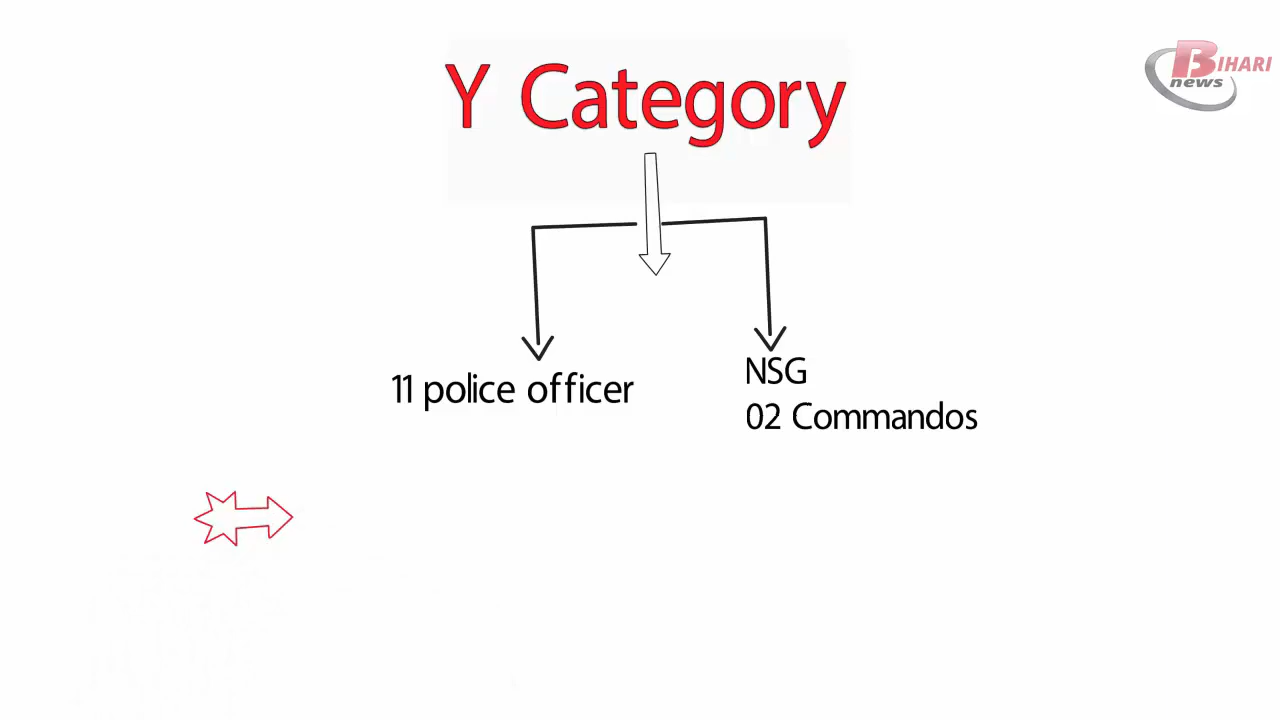 Y Category
BIHARI
news
11 police officer
NSG
02 Commandos